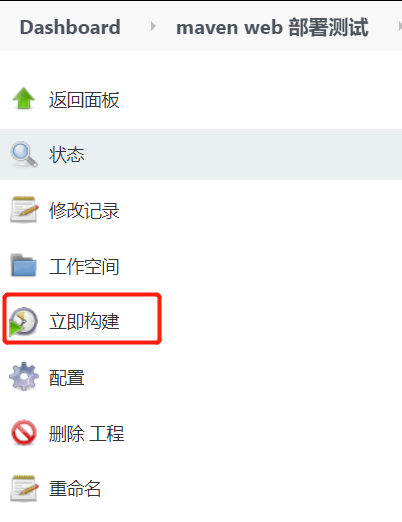 Dashboard maven web 部署测试
返回面板
状态
修改记录
工作空间
立即构建
配置
删除 工程
重命名